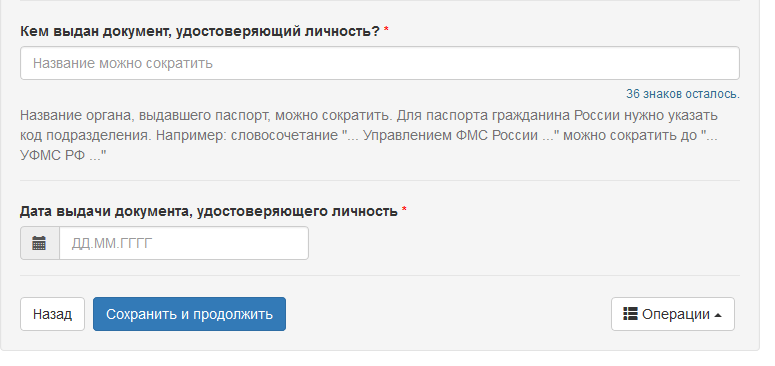 Кем выдан документ, удостоверяющий личность? *
Название можно сократить
36 знаков осталось.
Название органа, выдавшего паспорт, можно сократить. Для паспорта гражданина России нужно указать
код подразделения. Например: словосочетание "... Управлением ФМС России ..." можно сократить до "...
УФМС РФ ..."
Дата выдачи документа, удостоверяющего личность *
ДД.ММ.ГГГГ
Назад
Сохранить и продолжить
Операции